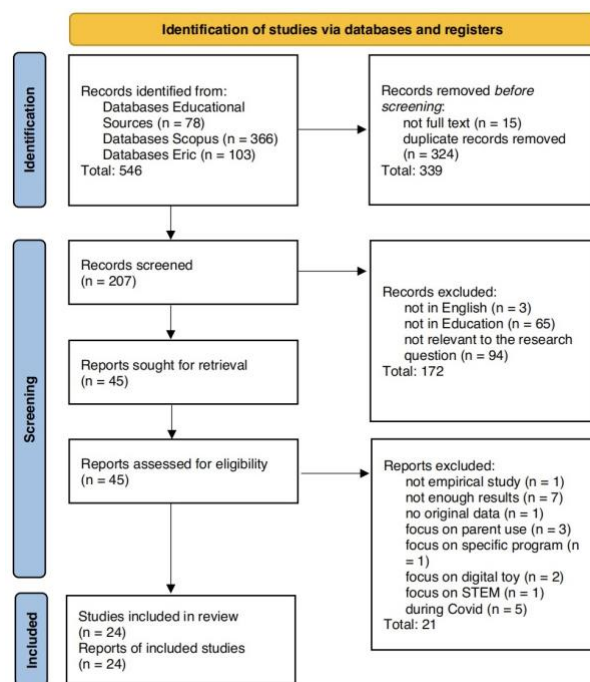 Identification of studies via databases and registers
Identification
Records identified from:
Databases Educational
Sources (n = 78)
Databases Scopus (n = 366)
Databases Eric (n = 103)
Total: 546
Records removed before
screening:
not full text (n = 15)
duplicate records removed
(n = 324)
Total: 339
Screening
Records screened
(n = 207)
Records excluded:
not in English (n = 3)
not in Education (n = 65)
not relevant to the research
question (n = 94)
Total: 172
Reports sought for retrieval
(n = 45)
Reports assessed for eligibility
(n = 45)
Reports excluded:
not empirical study (n = 1)
not enough results (n = 7)
no original data (n = 1)
focus on parent use (n = 3)
focus on specific program (n
= 1)
focus on digital toy (n = 2)
focus on STEM (n = 1)
during Covid (n = 5)
Total: 21
Included
Studies included in review
(n = 24)
Reports of included studies
(n = 24)